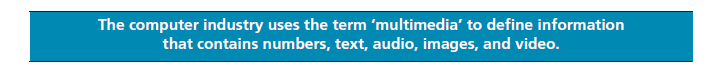 The computer industry uses the term ‘multimedia’ to define information
that contains numbers, text, audio, images, and video.